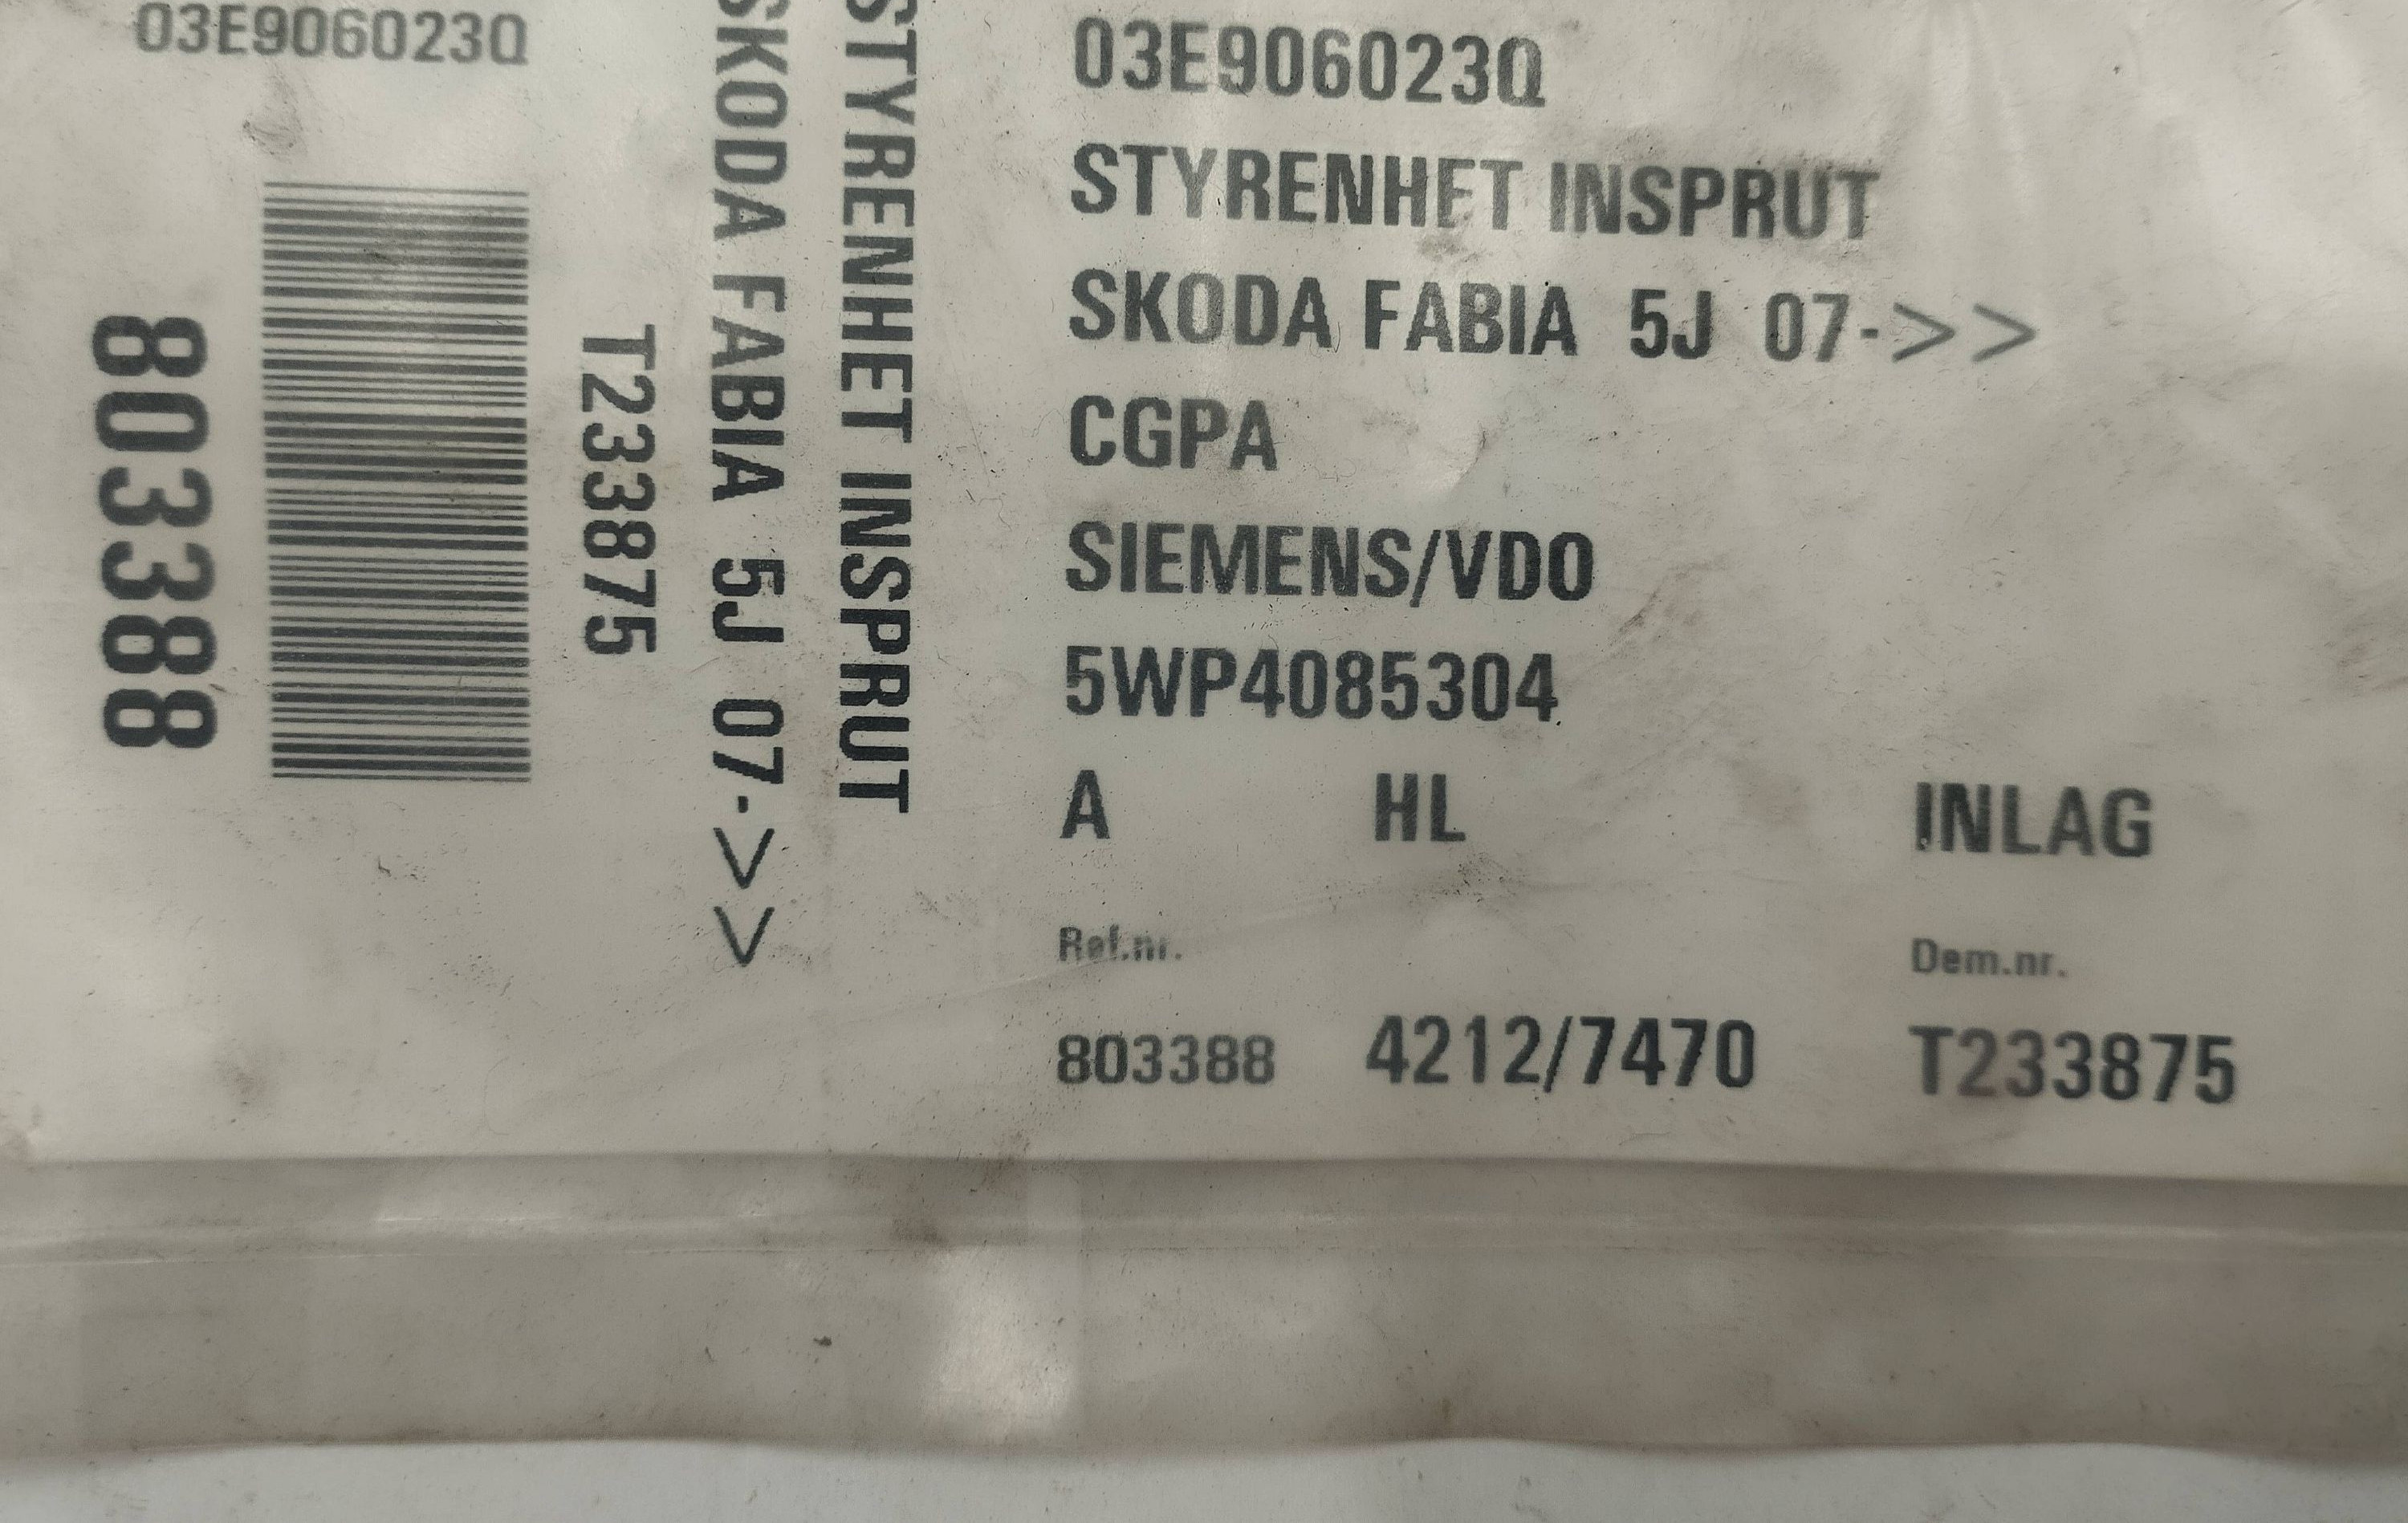 03E906023Q
803388
T233875
SKODA FABIA 5J 07->>
STYRENHET INSPRUT
03E906023Q
STYRENHET INSPRUT
SKODA FABIA 5J 07->>
CGPA
SIEMENS/VDO
5WP4085304
A HL INLAG
Ref.nr. Dem.nr.
803388 4212/7470 T233875